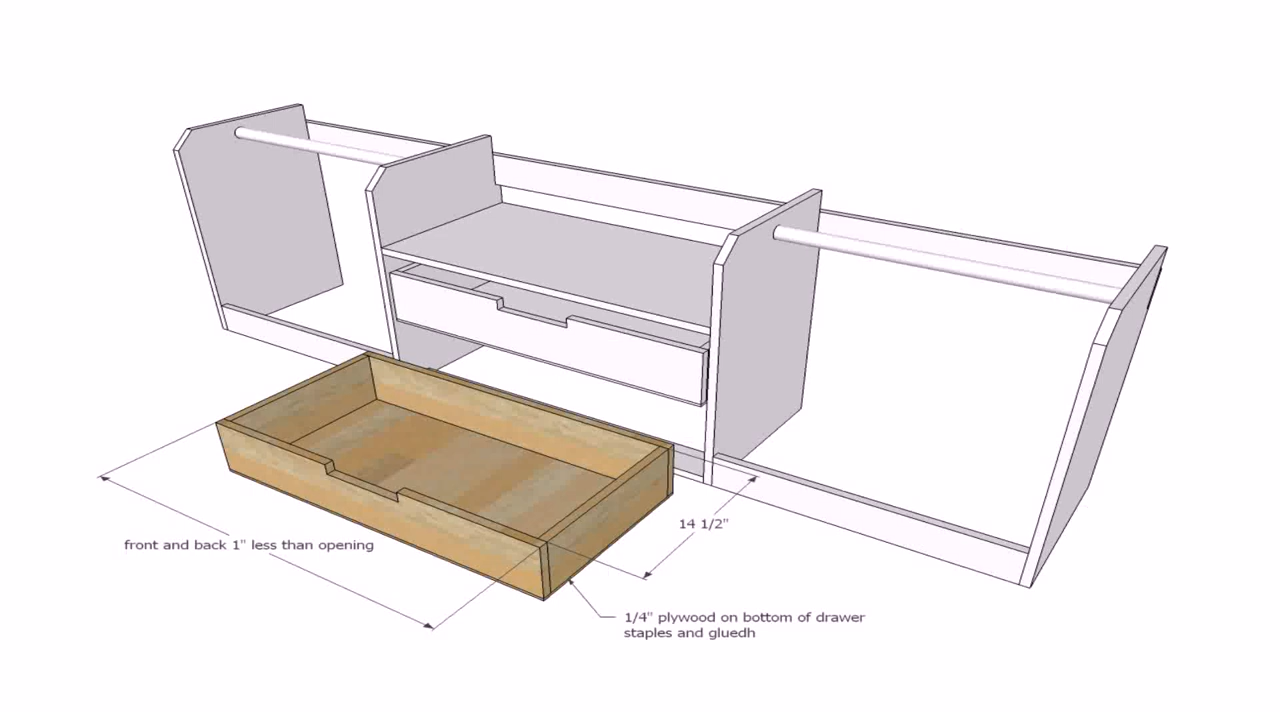 14 1/2"
front and back 1" less than opening
1/4" plywood on bottom of drawer
staples and gluedh